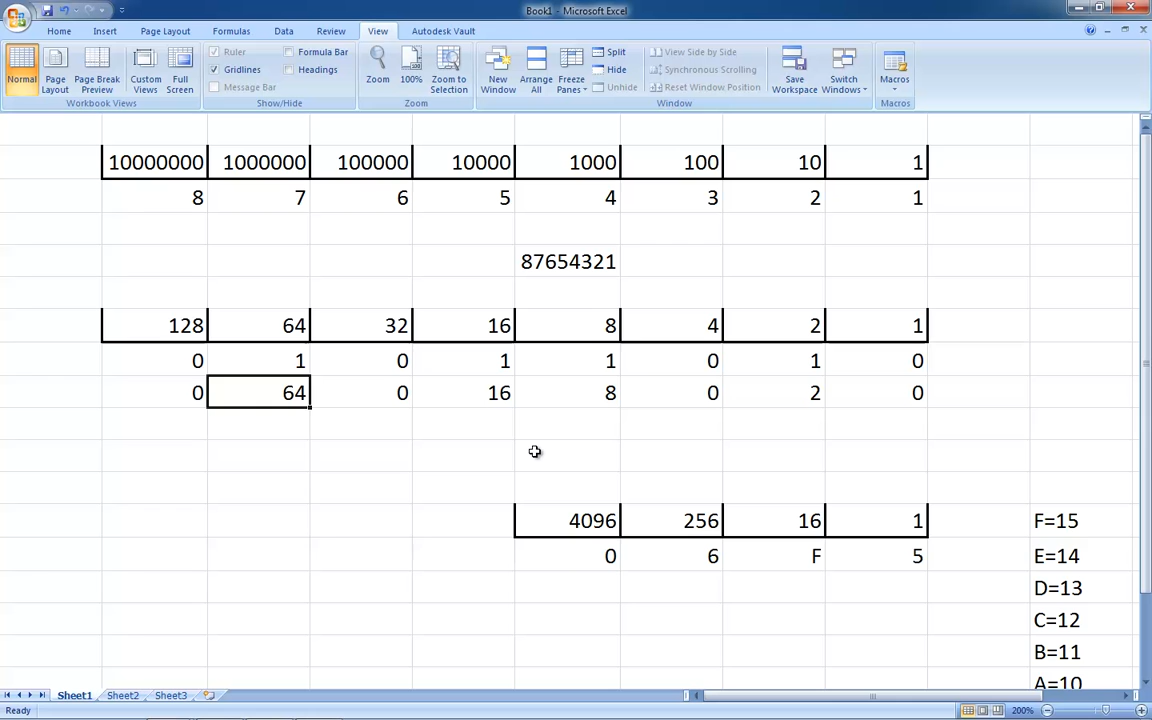 Book1 - Microsoft Excel
Home Insert Page Layout Formulas Data Review View Autodesk Vault
Normal Page Layout Page Break Preview Custom Views Full Screen
Ruler Formula Bar
Gridlines Headings
Message Bar
Zoom 100% Zoom to Selection
New Window Arrange All Freeze Panes
Split
Hide
Unhide
View Side by Side
Synchronous Scrolling
Reset Window Position
Save Workspace Switch Windows Macros
Workbook Views Show/Hide Zoom Window Macros
10000000 1000000 100000 10000 1000 100 10 1
8 7 6 5 4 3 2 1
87654321
128 64 32 16 8 4 2 1
0 1 0 1 1 0 1 0
0 64 0 16 8 0 2 0
4096 256 16 1 F=15
0 6 F 5 E=14
D=13
C=12
B=11
A=10
Sheet1 Sheet2 Sheet3
Ready 200%